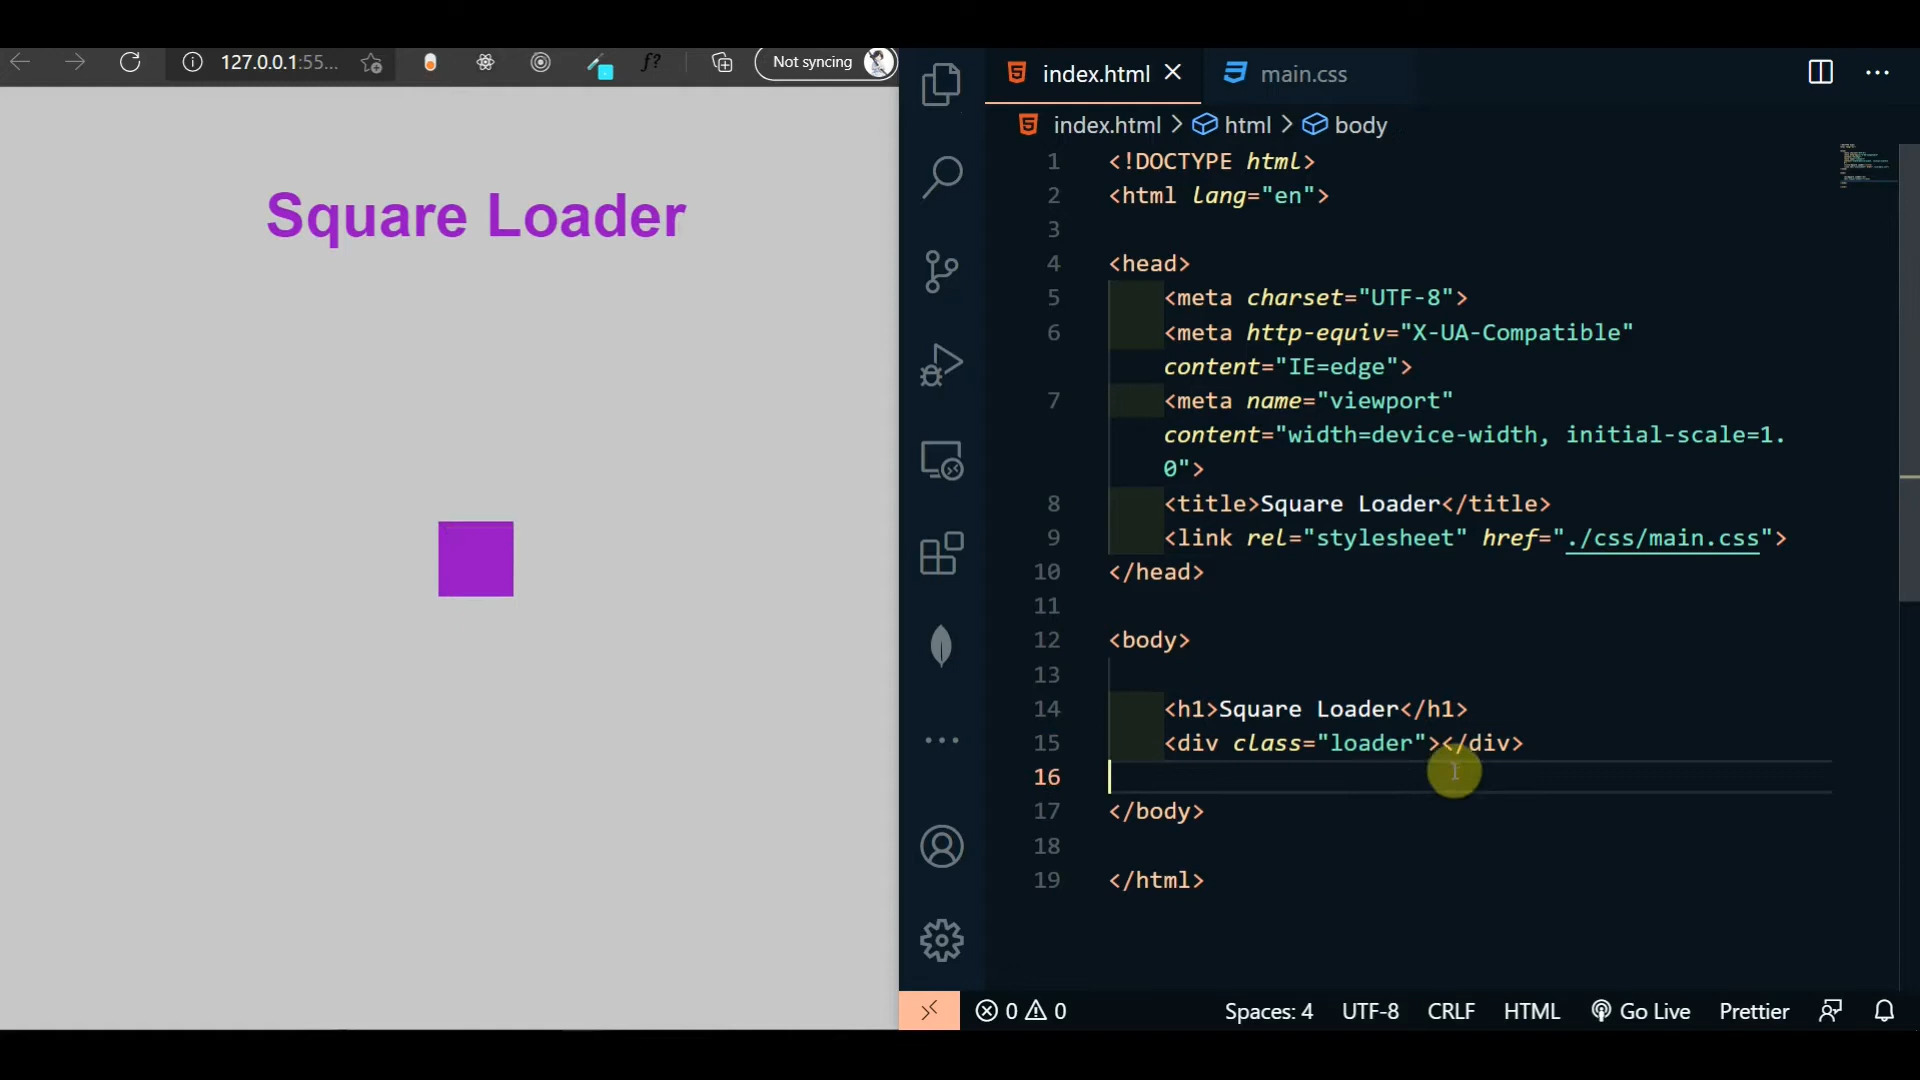 127.0.0.1:55...
f?
Not syncing
Square Loader
index.html
main.css
index.html > html > body
1 <!DOCTYPE html>
2 <html lang="en">
3
4 <head>
5 <meta charset="UTF-8">
6 <meta http-equiv="X-UA-Compatible"
content="IE=edge">
7 <meta name="viewport"
content="width=device-width, initial-scale=1.
0">
8 <title>Square Loader</title>
9 <link rel="stylesheet" href="./css/main.css">
10 </head>
11
12 <body>
13
14 <h1>Square Loader</h1>
15 <div class="loader"></div>
16
17 </body>
18
19 </html>
0 0 Spaces: 4 UTF-8 CRLF HTML Go Live Prettier